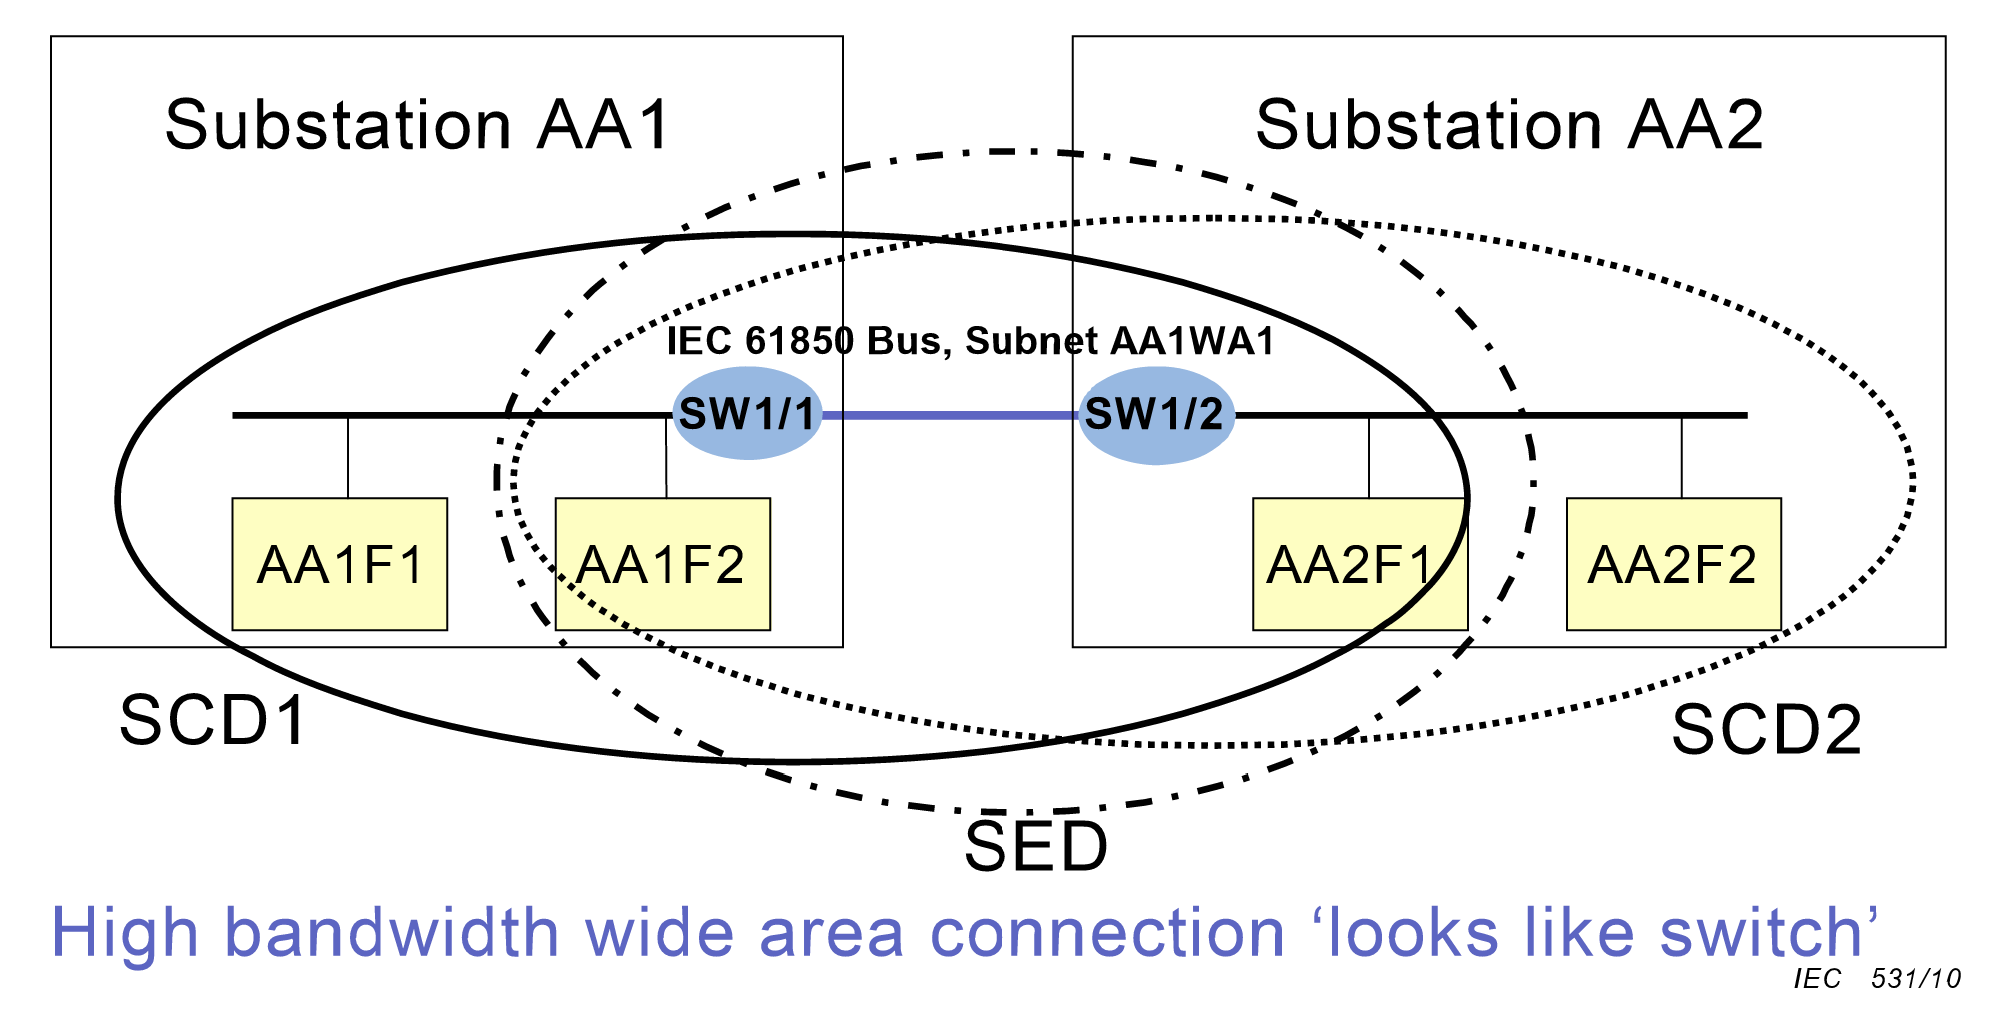 Substation AA1
Substation AA2
IEC 61850 Bus, Subnet AA1WA1
SW1/1
SW1/2
AA1F1
AA1F2
AA2F1
AA2F2
SCD1
SCD2
SED
High bandwidth wide area connection ‘looks like switch’
IEC 531/10